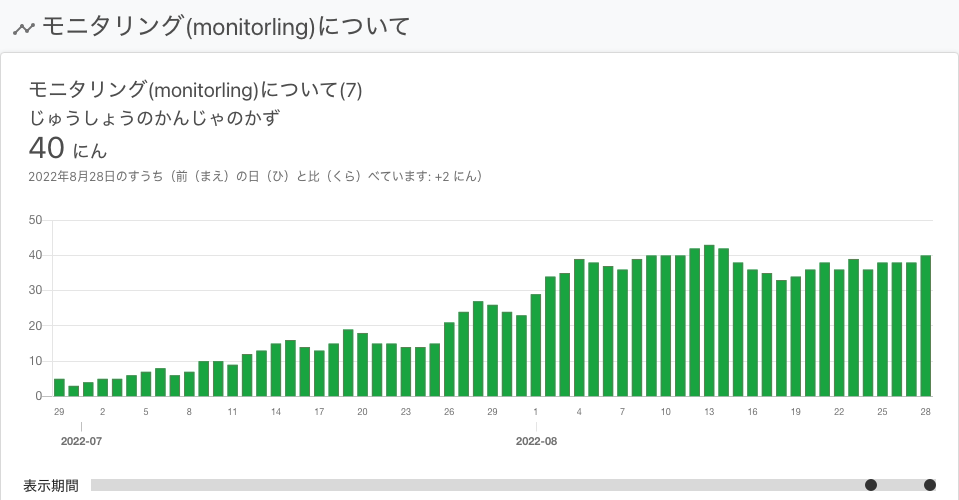 モニタリング(monitorling)について
モニタリング(monitorling)について(7)
じゅうしょうのかんじゃのかず
40 にん
2022年8月28日のすうち（前（まえ）の日（ひ）と比（くら）べています: +2 にん）
50
40
30
20
10
0
29 2 5 8 11 14 17 20 23 26 29 1 4 7 10 13 16 19 22 25 28
2022-07 2022-08
表示期間